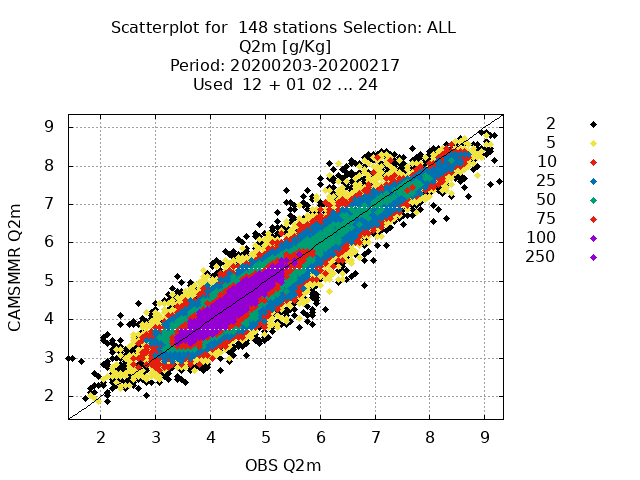 Scatterplot for  148 stations Selection: ALL
Q2m [g/Kg]
Period: 20200203-20200217
Used  12 + 01 02 ... 24
9
8
7
6
5
4
3
2
CAMSMMR Q2m
2 3 4 5 6 7 8 9
OBS Q2m
2
5
10
25
50
75
100
250